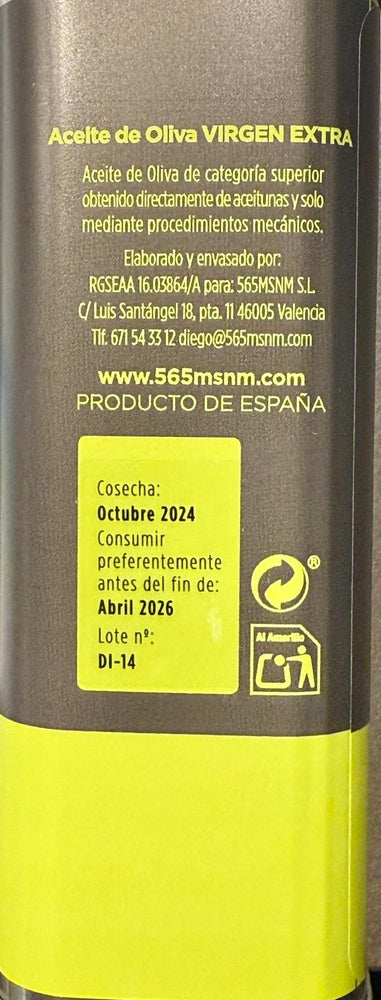 Aceite de Oliva VIRGEN EXTRA
Aceite de Oliva de categoría superior
obtenido directamente de aceitunas y solo
mediante procedimientos mecánicos.
Elaborado y envasado por:
RGSEAA 16.03864/A para: 565MSNM S.L.
C/ Luis Santángel 18, pta. 11 46005 Valencia
Tlf. 671 54 33 12 diego@565msnm.com
www.565msnm.com
PRODUCTO DE ESPAÑA
Cosecha:
Octubre 2024
Consumir
preferentemente
antes del fin de:
Abril 2026
Lote nº:
DI-14
®
Al Amarillo